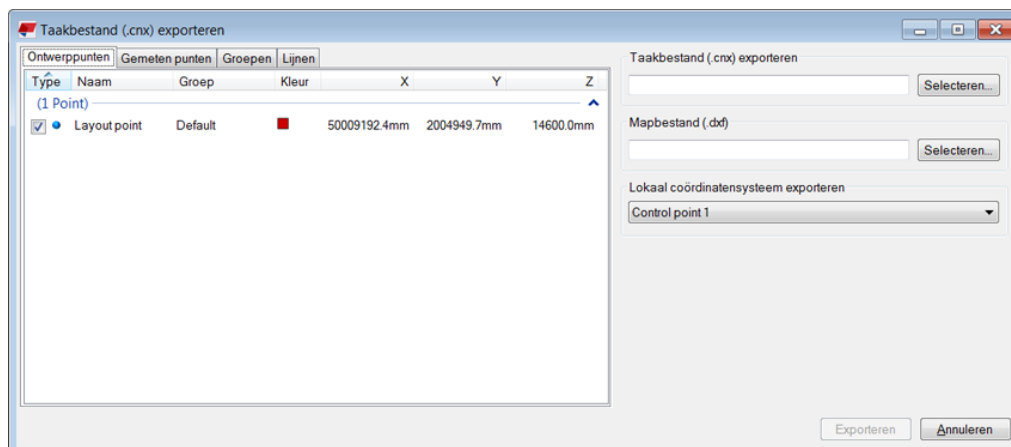 Taakbestand (.cnx) exporteren
Ontwerppunten Gemeten punten Groepen Lijnen
Type Naam Groep Kleur X Y Z
(1 Point)
Layout point Default 50009192.4mm 2004949.7mm 14600.0mm
Taakbestand (.cnx) exporteren
Selecteren...
Mapbestand (.dxf)
Selecteren...
Lokaal coördinatensysteem exporteren
Control point 1
Exporteren Annuleren